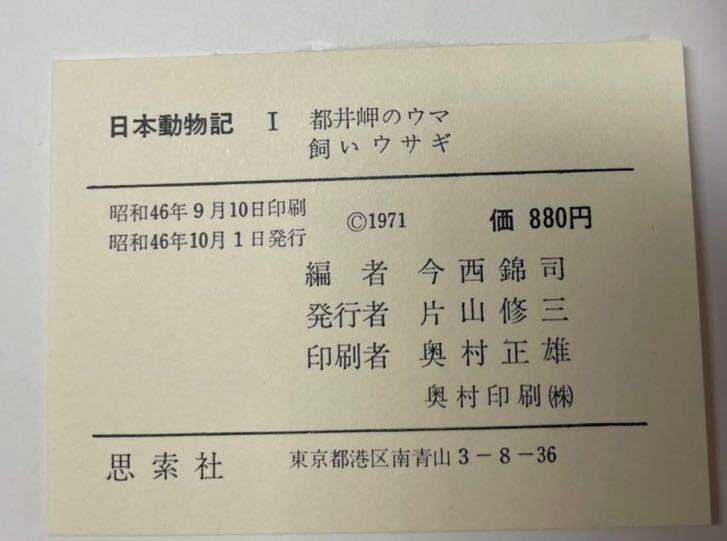 日本動物記 I 都井岬のウマ
飼いウサギ
昭和46年9月10日印刷
昭和46年10月1日発行
©1971 価 880円
編者 今西錦司
発行者 片山修三
印刷者 奥村正雄
奥村印刷㈱
思索社 東京都港区南青山3-8-36